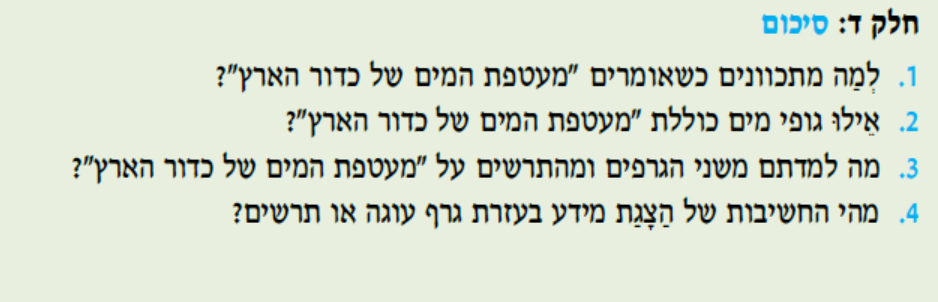 חלק ד: סיכום
1. לְמַה מתכוונים כשאומרים "מעטפת המים של כדור הארץ"?
2. אֵילוּ גופי מים כוללת "מעטפת המים של כדור הארץ"?
3. מה למדתם משני הגרפים ומהתרשים על "מעטפת המים של כדור הארץ"?
4. מהי החשיבות של הַצָגַת מידע בעזרת גרף עוגה או תרשים?